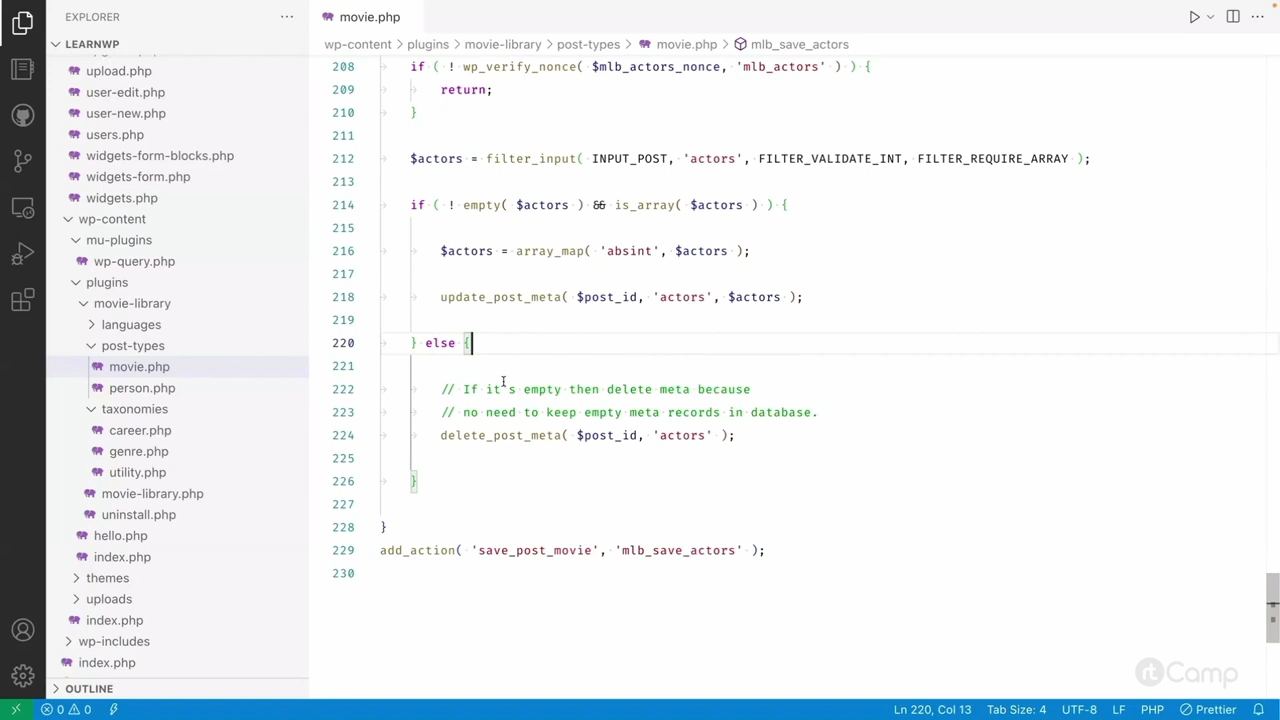 EXPLORER
LEARNWP
upload.php
user-edit.php
user-new.php
users.php
widgets-form-blocks.php
widgets-form.php
widgets.php
wp-content
mu-plugins
wp-query.php
plugins
movie-library
languages
post-types
movie.php
person.php
taxonomies
career.php
genre.php
utility.php
movie-library.php
uninstall.php
hello.php
index.php
themes
uploads
index.php
wp-includes
index.php
OUTLINE
movie.php
wp-content > plugins > movie-library > post-types > movie.php > mlb_save_actors
208 if ( ! wp_verify_nonce( $mlb_actors_nonce, 'mlb_actors' ) ) {
209 return;
210 }
211
212 $actors = filter_input( INPUT_POST, 'actors', FILTER_VALIDATE_INT, FILTER_REQUIRE_ARRAY );
213
214 if ( ! empty( $actors ) && is_array( $actors ) ) {
215
216 $actors = array_map( 'absint', $actors );
217
218 update_post_meta( $post_id, 'actors', $actors );
219
220 } else {
221
222 // If it's empty then delete meta because
223 // no need to keep empty meta records in database.
224 delete_post_meta( $post_id, 'actors' );
225
226 }
227
228 }
229 add_action( 'save_post_movie', 'mlb_save_actors' );
230
rtCamp
0 0 Ln 220, Col 13 Tab Size: 4 UTF-8 LF PHP Prettier